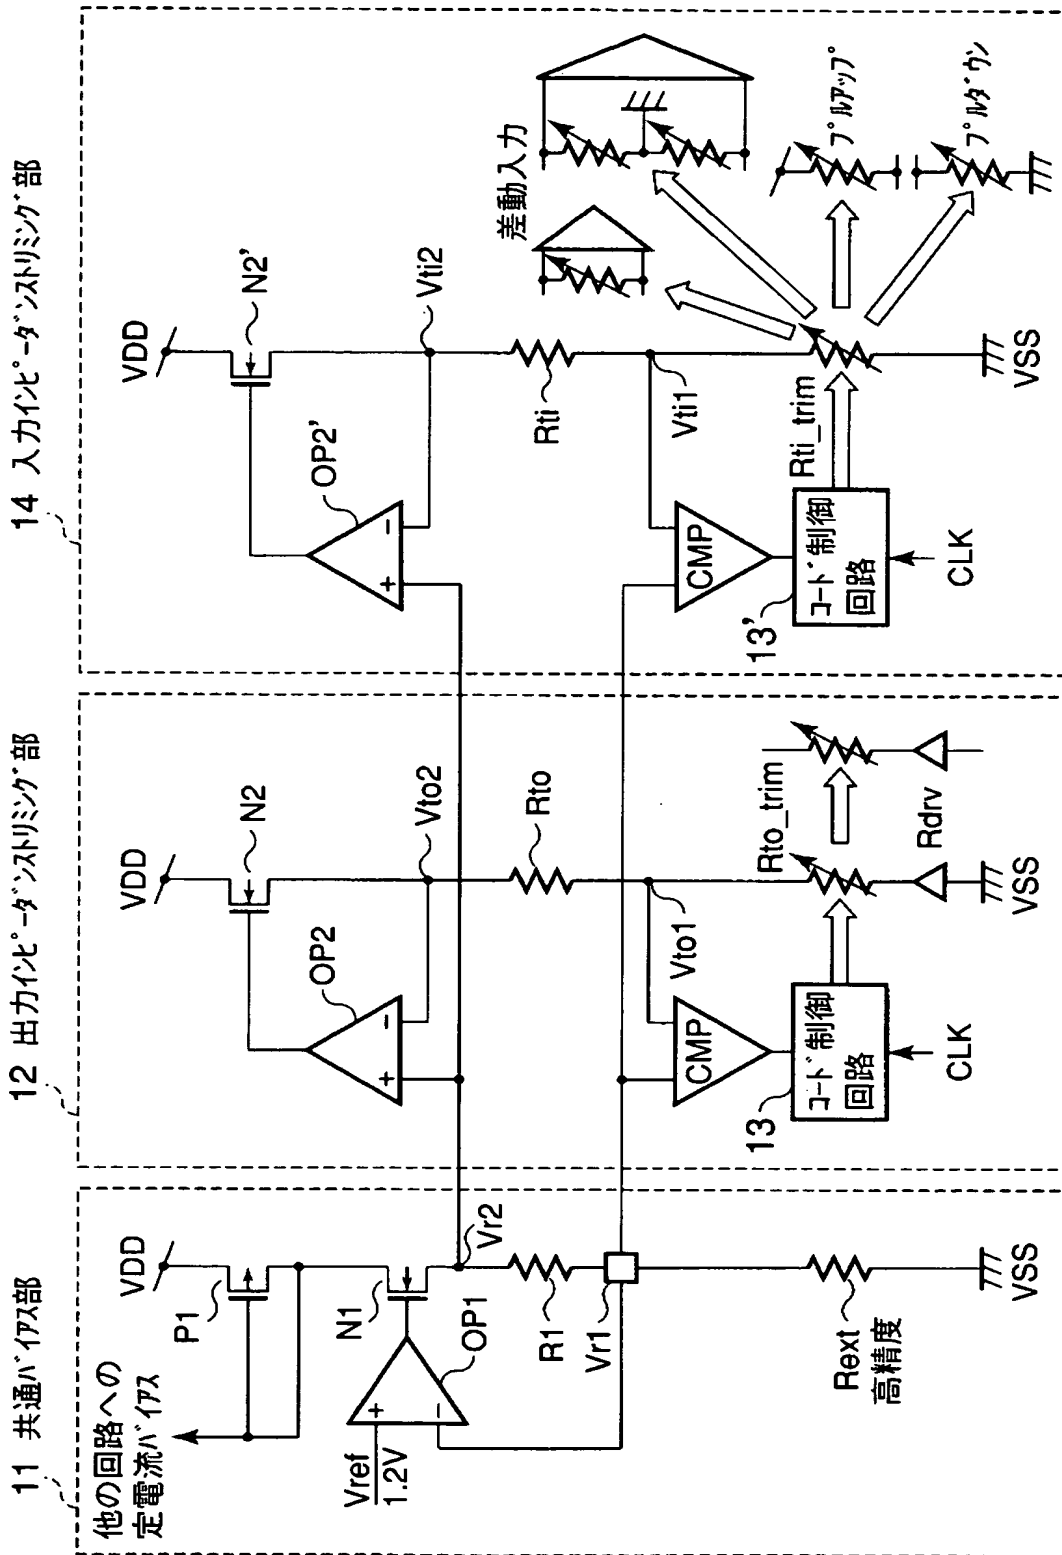 11 共通バイアス部
他の回路への
定電流バイアス
VDD
P1
N1
Vr2
OP1
+
-
Vref
1.2V
R1
Vr1
Rext
高精度
VSS
12 出力インピーダンストリミング部
VDD
N2
OP2
+
-
Vto2
Rto
Vto1
CMP
13
コード制御
回路
CLK
Rto_trim
Rdrv
VSS
14 入力インピーダンストリミング部
VDD
N2'
OP2'
+
-
Vti2
Rti
Vti1
CMP
13'
コード制御
回路
CLK
Rti_trim
VSS
差動入力
プルアップ
プルダウン